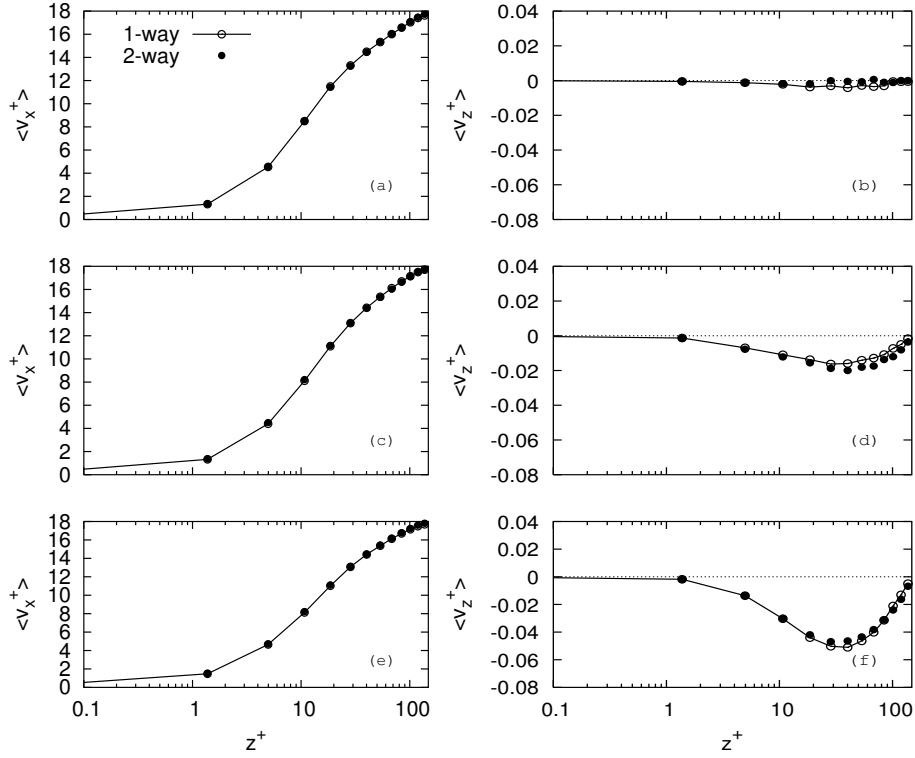 18
16
14
12
10
8
6
4
2
0
<v_x^+>
1-way
2-way
(a)
0.04
0.02
0
-0.02
-0.04
-0.06
-0.08
<v_z^+>
(b)
18
16
14
12
10
8
6
4
2
0
<v_x^+>
(c)
0.04
0.02
0
-0.02
-0.04
-0.06
-0.08
<v_z^+>
(d)
18
16
14
12
10
8
6
4
2
0
<v_x^+>
(e)
0.1 1 10 100
z^+
0.04
0.02
0
-0.02
-0.04
-0.06
-0.08
<v_z^+>
(f)
0.1 1 10 100
z^+